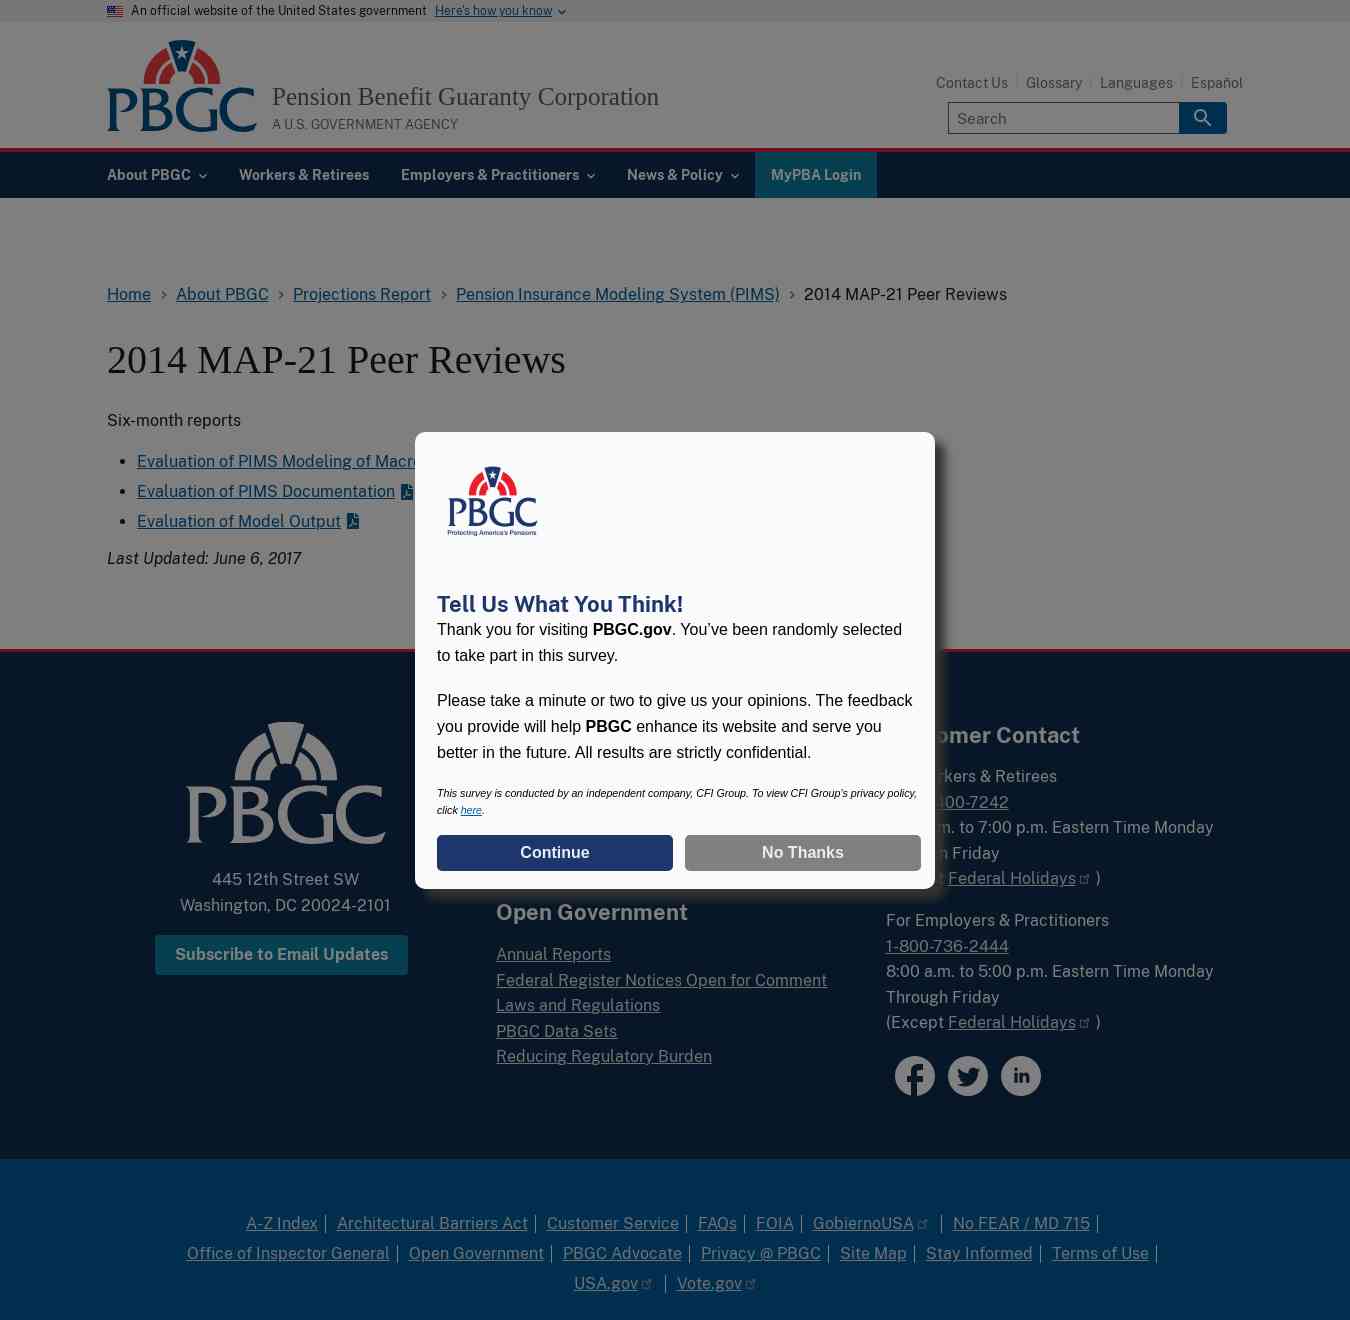 An official website of the United States government Here's how you know
PBGC
Pension Benefit Guaranty Corporation
A U.S. GOVERNMENT AGENCY
Contact Us Glossary Languages Español
Search
About PBGC Workers & Retirees Employers & Practitioners News & Policy MyPBA Login
Home About PBGC Projections Report Pension Insurance Modeling System (PIMS) 2014 MAP-21 Peer Reviews
2014 MAP-21 Peer Reviews
Six-month reports
Evaluation of PIMS Modeling of
Evaluation of PIMS Documentation
Evaluation of Model Output
Last Updated: June 6, 2017
PBGC
Protecting America's Pensions
Tell Us What You Think!
Thank you for visiting PBGC.gov. You’ve been randomly selected
to take part in this survey.
Please take a minute or two to give us your opinions. The feedback
you provide will help PBGC enhance its website and serve you
better in the future. All results are strictly confidential.
This survey is conducted by an independent company, CFI Group. To view CFI Group's privacy policy,
click here.
Continue No Thanks
PBGC
445 12th Street SW
Washington, DC 20024-2101
Subscribe to Email Updates
Open Government
Annual Reports
Federal Register Notices Open for Comment
Laws and Regulations
PBGC Data Sets
Reducing Regulatory Burden
Contact
& Retirees
400-7242
to 7:00 p.m. Eastern Time Monday
Friday
Federal Holidays )
For Employers & Practitioners
1-800-736-2444
8:00 a.m. to 5:00 p.m. Eastern Time Monday
Through Friday
(Except Federal Holidays )
in
A-Z Index Architectural Barriers Act Customer Service FAQs FOIA GobiernoUSA No FEAR / MD 715
Office of Inspector General Open Government PBGC Advocate Privacy @ PBGC Site Map Stay Informed Terms of Use
USA.gov Vote.gov